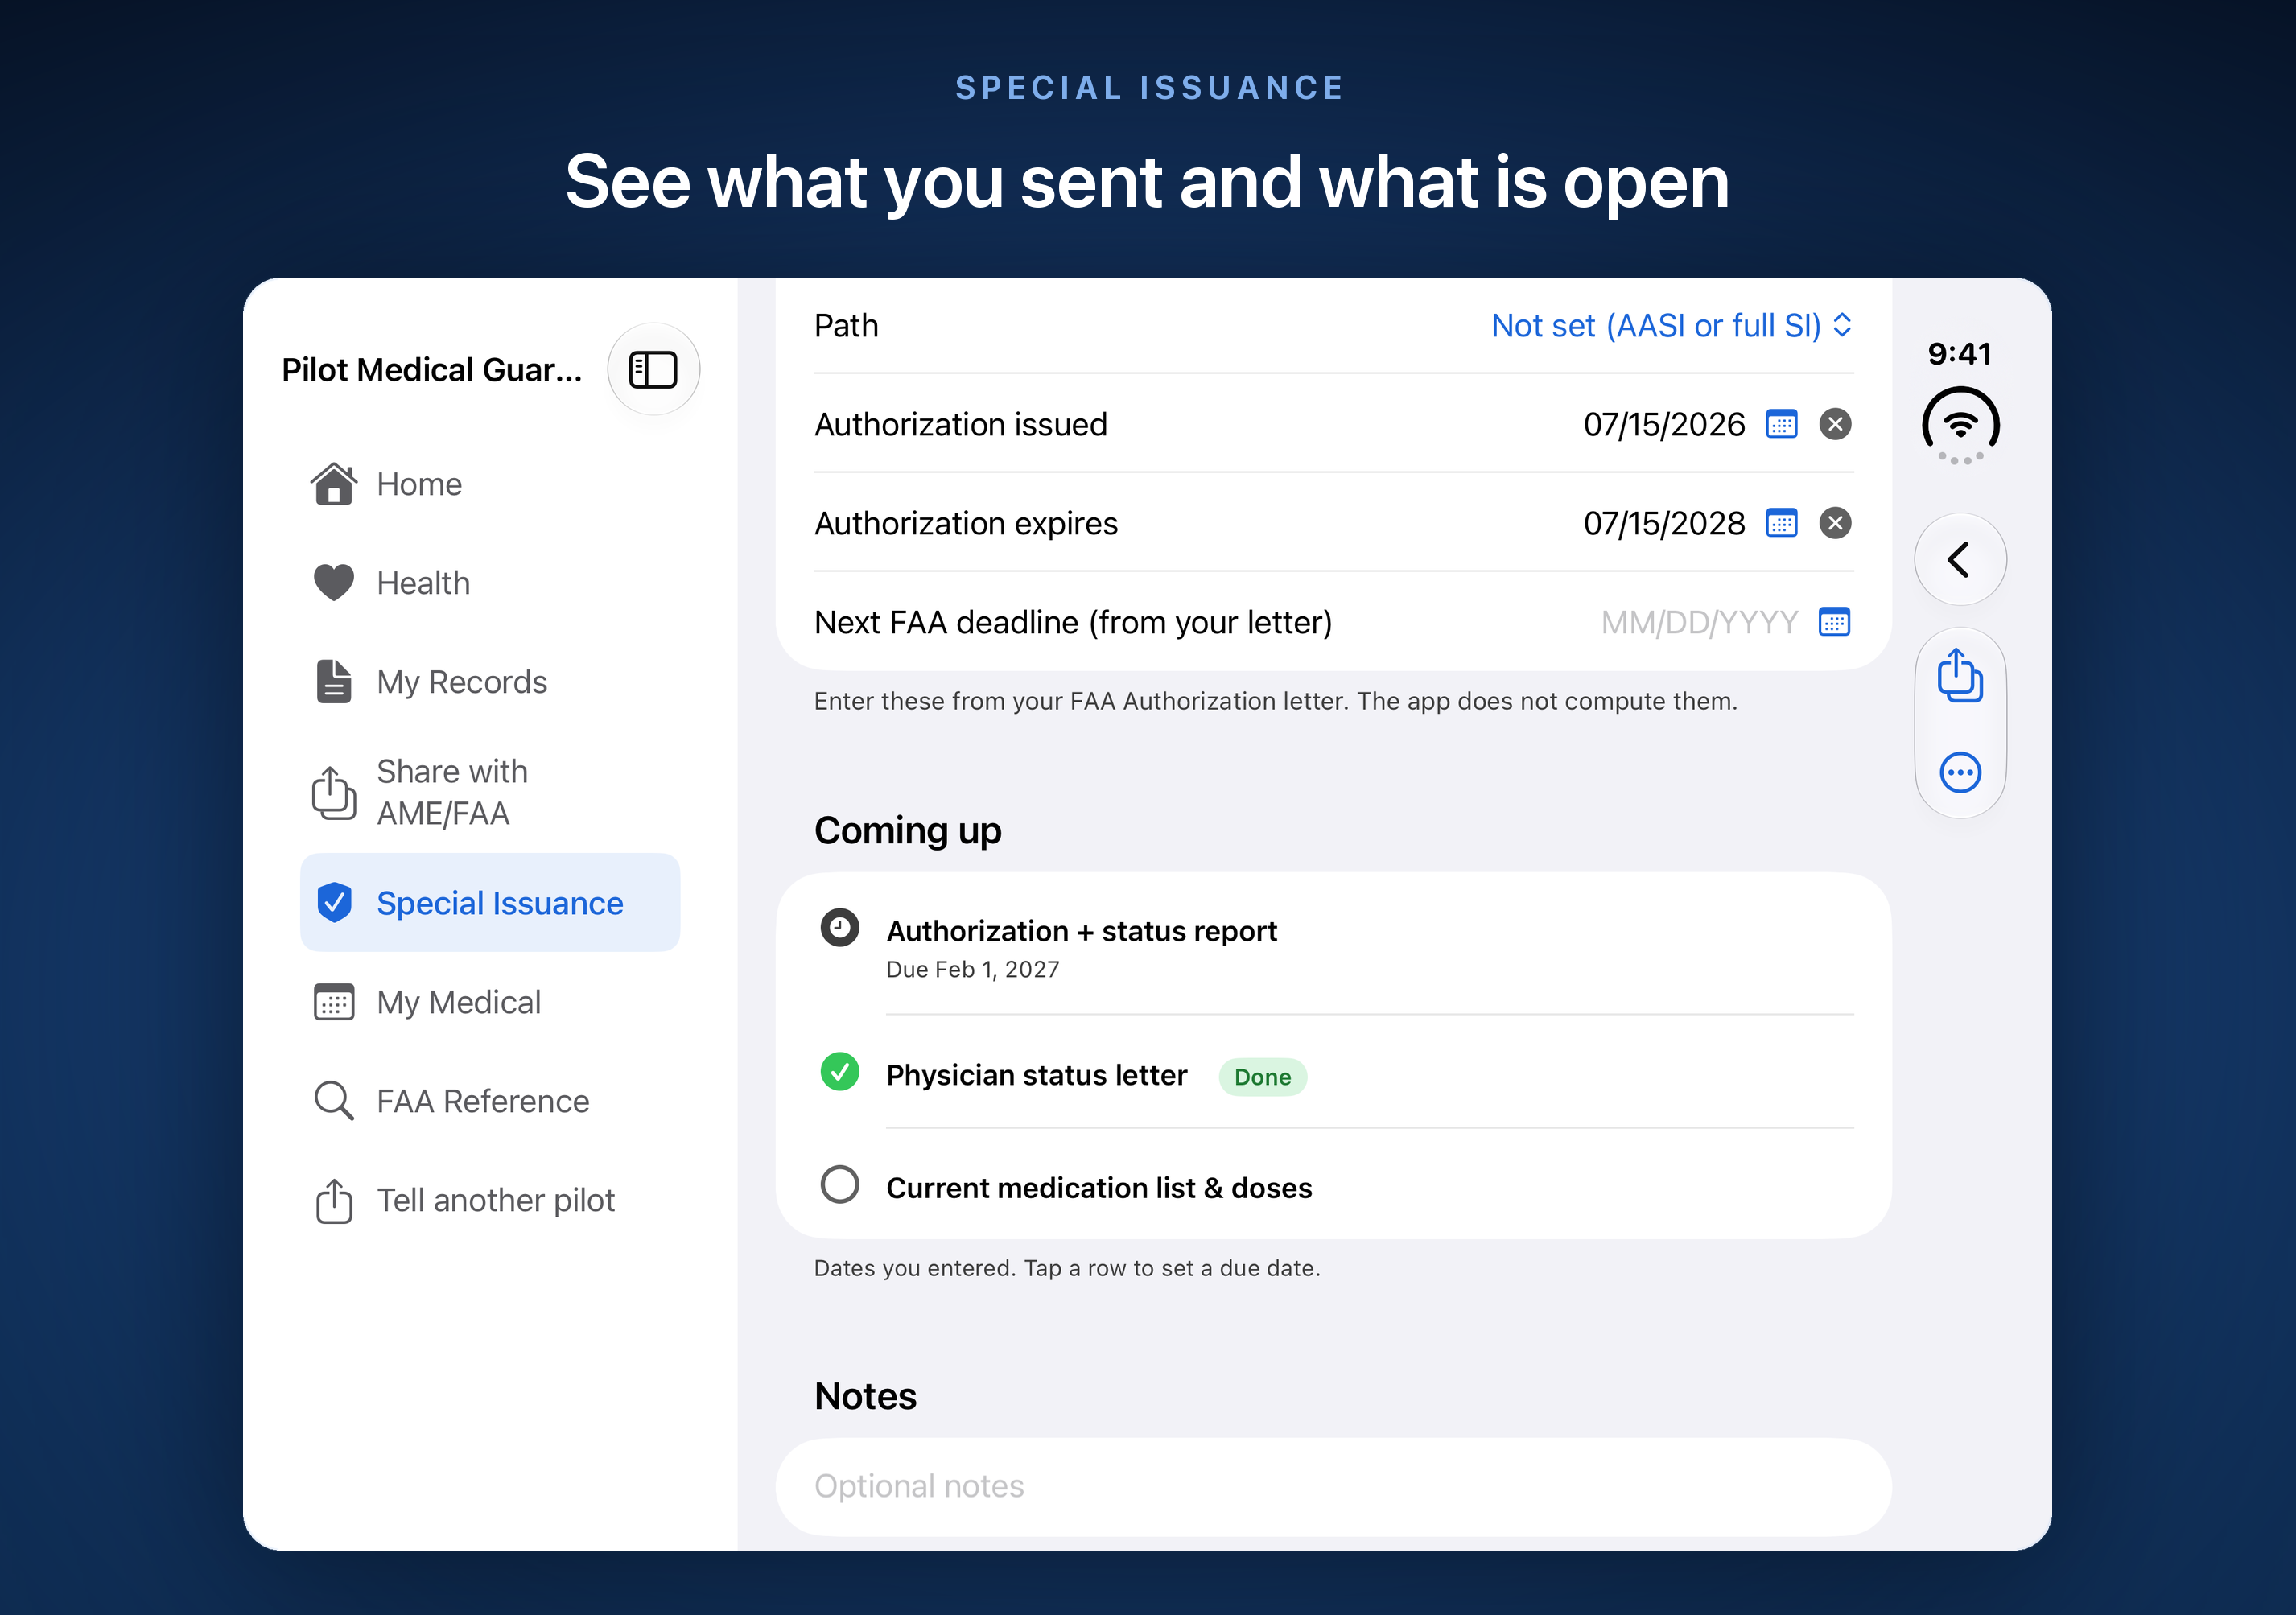 SPECIAL ISSUANCE
See what you sent and what is open
Pilot Medical Guar...
Home
Health
My Records
Share with
AME/FAA
Special Issuance
My Medical
FAA Reference
Tell another pilot
Path
Not set (AASI or full SI)
Authorization issued
07/15/2026
Authorization expires
07/15/2028
Next FAA deadline (from your letter)
MM/DD/YYYY
Enter these from your FAA Authorization letter. The app does not compute them.
Coming up
Authorization + status report
Due Feb 1, 2027
Physician status letter
Done
Current medication list & doses
Dates you entered. Tap a row to set a due date.
Notes
Optional notes
9:41